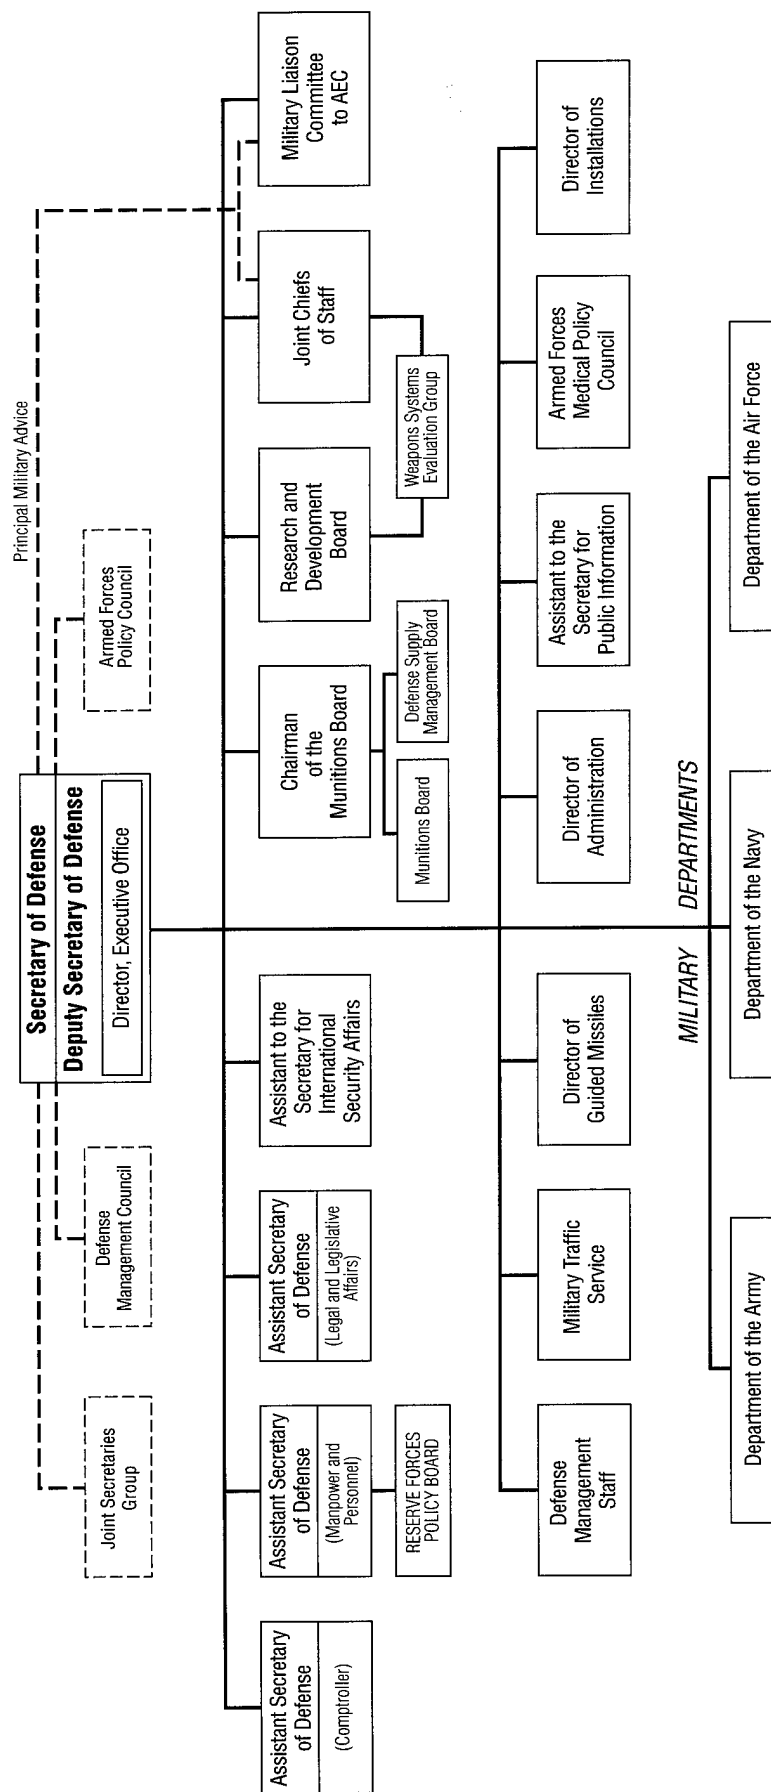 Principal Military Advice
Secretary of Defense
Deputy Secretary of Defense
Director, Executive Office
Joint Secretaries
Group
Defense
Management Council
Armed Forces
Policy Council
Assistant Secretary
of Defense
(Comptroller)
Assistant Secretary
of Defense
(Manpower and
Personnel)
RESERVE FORCES
POLICY BOARD
Assistant Secretary
of Defense
(Legal and Legislative
Affairs)
Assistant to the
Secretary for
International
Security Affairs
Chairman
of the
Munitions Board
Munitions Board
Defense Supply
Management Board
Research and
Development
Board
Joint Chiefs
of Staff
Weapons Systems
Evaluation Group
Military Liaison
Committee
to AEC
Defense
Management
Staff
Military Traffic
Service
Director of
Guided Missiles
Director of
Administration
Assistant to the
Secretary for
Public Information
Armed Forces
Medical Policy
Council
Director of
Installations
MILITARY DEPARTMENTS
Department of the Army
Department of the Navy
Department of the Air Force